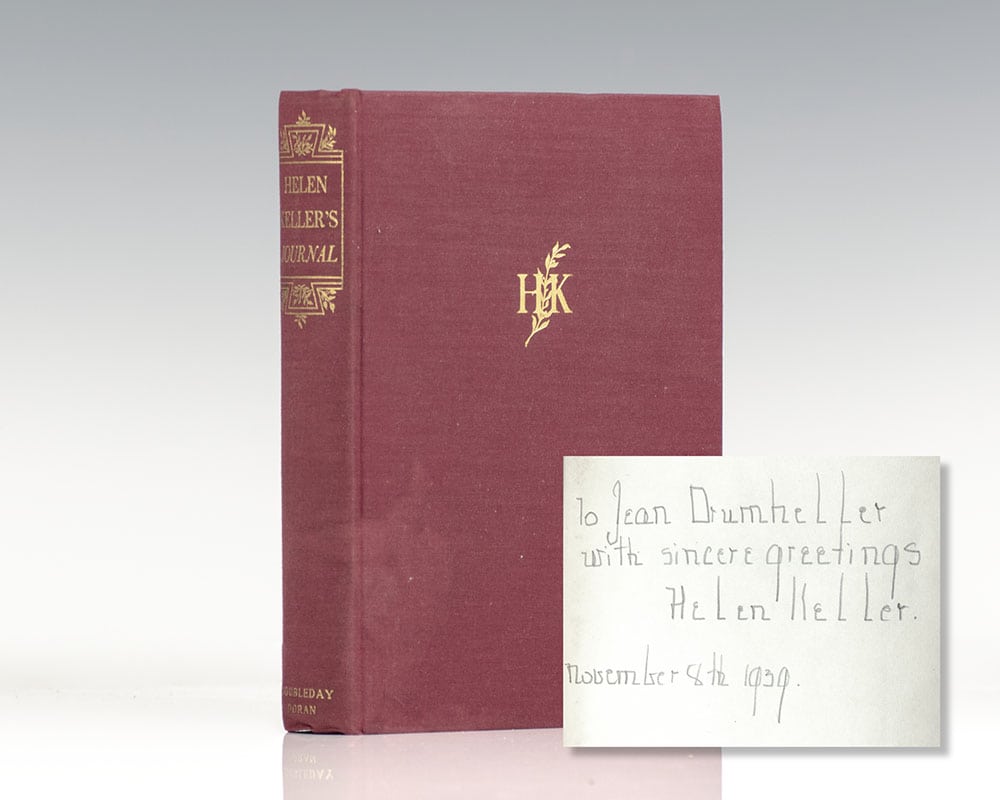 HELEN
KELLER'S
JOURNAL
DOUBLEDAY
DORAN
HK
To Jean Drumheller
with sincere greetings
Helen Keller.
November 8th 1939.